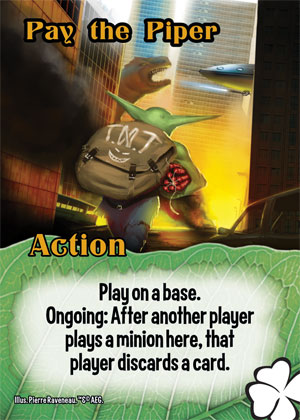 Pay the Piper
T.N.T
Action
Play on a base.
Ongoing: After another player
plays a minion here, that
player discards a card.
Illus: Pierre Raveneau. ™© AEG.